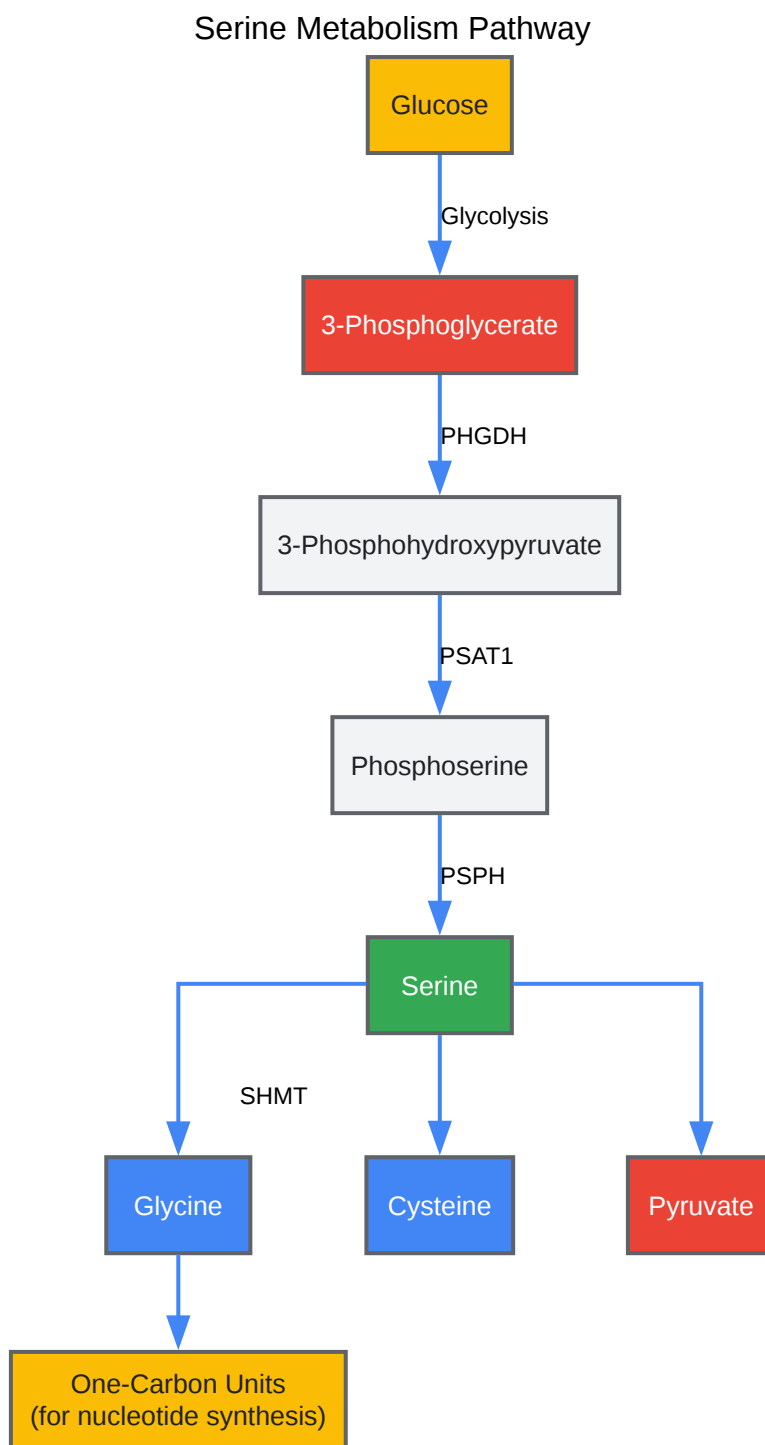 Serine Metabolism Pathway
Glucose
Glycolysis
3-Phosphoglycerate
PHGDH
3-Phosphohydroxypyruvate
PSAT1
Phosphoserine
PSPH
Serine
SHMT
Glycine
Cysteine
Pyruvate
One-Carbon Units
(for nucleotide synthesis)